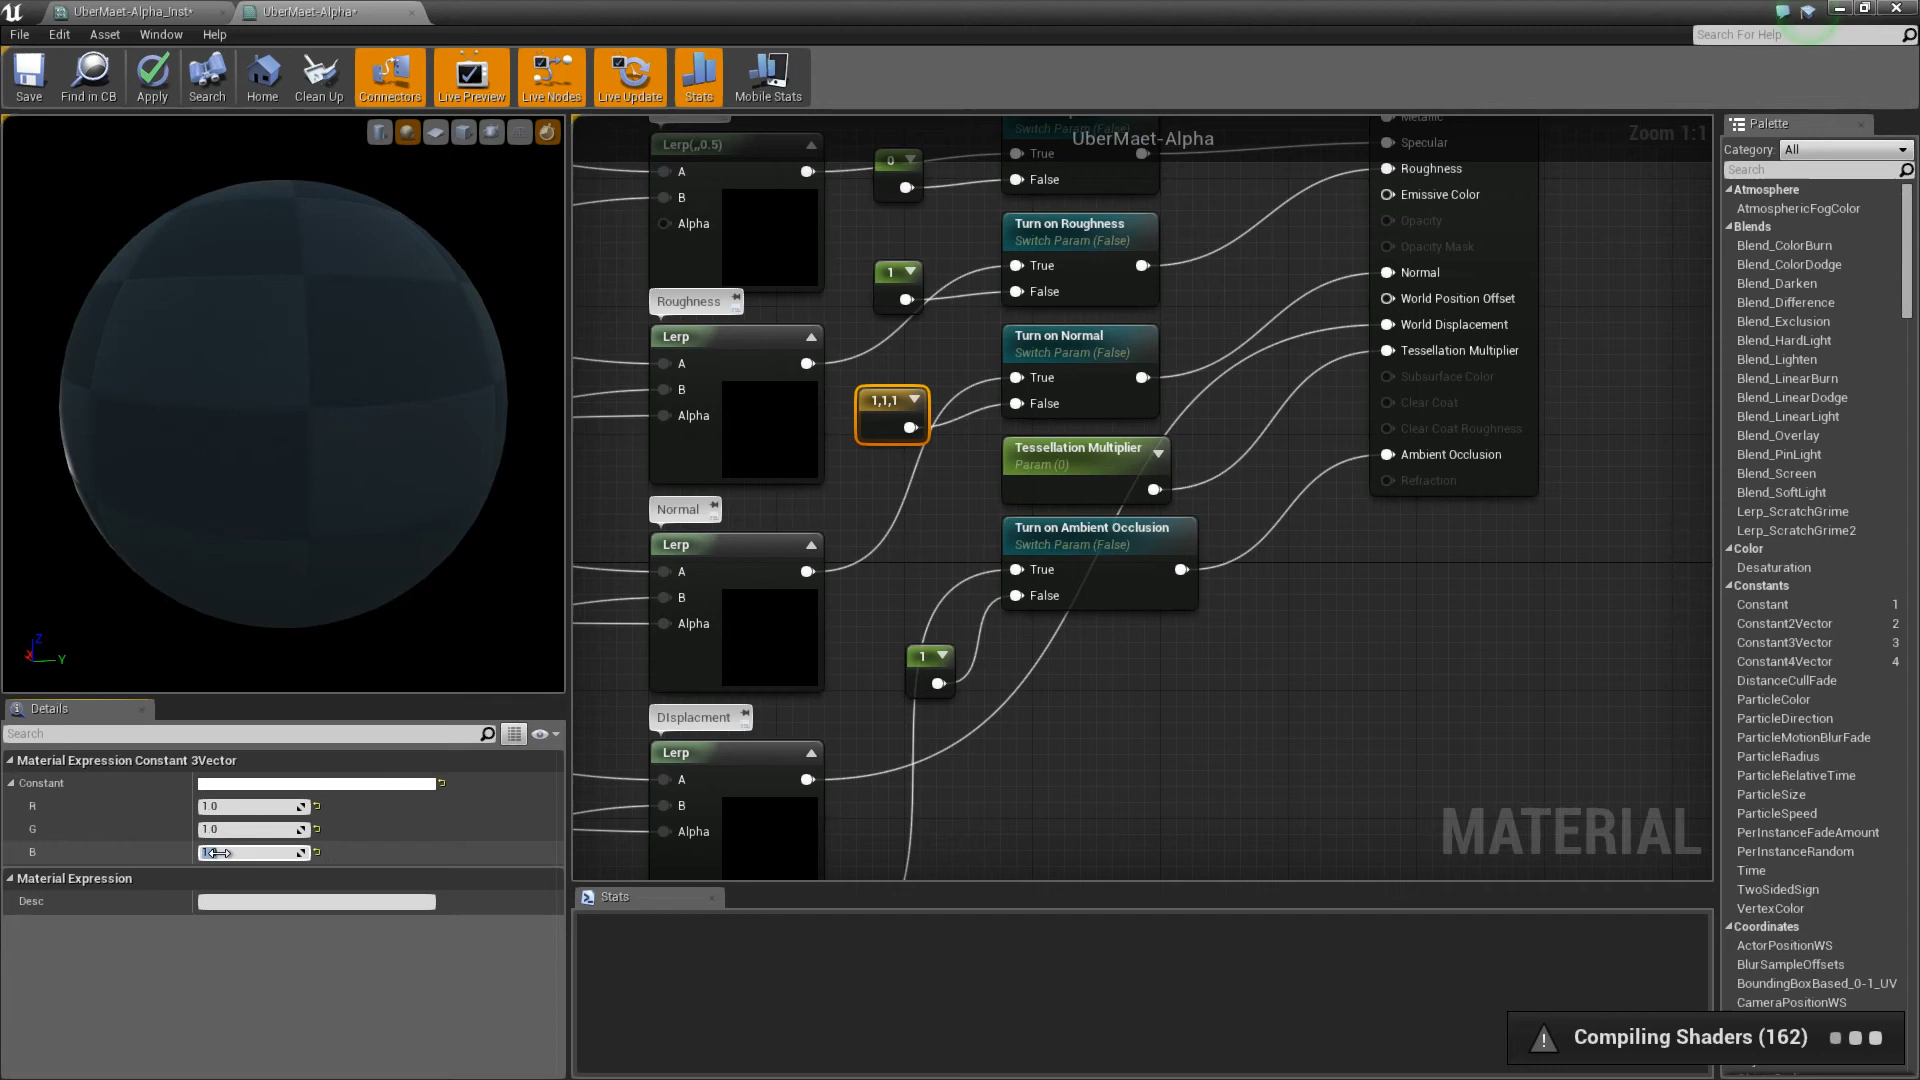 UberMaet-Alpha_Inst*
UberMaet-Alpha*
File Edit Asset Window Help
Search For Help
Save
Find in CB
Apply
Search
Home
Clean Up
Connectors
Live Preview
Live Nodes
Live Update
Stats
Mobile Stats
UberMaet-Alpha
Zoom 1:1
Lerp(,,0.5)
A
B
Alpha
Roughness
Lerp
A
B
Alpha
Normal
Lerp
A
B
Alpha
DIsplacment
Lerp
A
B
Alpha
0
1
1,1,1
1
Switch Param (False)
True
False
Turn on Roughness
Switch Param (False)
True
False
Turn on Normal
Switch Param (False)
True
False
Tessellation Multiplier
Param (0)
Turn on Ambient Occlusion
Switch Param (False)
True
False
Metallic
Specular
Roughness
Emissive Color
Opacity
Opacity Mask
Normal
World Position Offset
World Displacement
Tessellation Multiplier
Subsurface Color
Clear Coat
Clear Coat Roughness
Ambient Occlusion
Refraction
MATERIAL
Z
X
Y
Details
Search
Material Expression Constant 3Vector
Constant
R 1.0
G 1.0
B
Material Expression
Desc
Stats
Palette
Category: All
Search
Atmosphere
AtmosphericFogColor
Blends
Blend_ColorBurn
Blend_ColorDodge
Blend_Darken
Blend_Difference
Blend_Exclusion
Blend_HardLight
Blend_Lighten
Blend_LinearBurn
Blend_LinearDodge
Blend_LinearLight
Blend_Overlay
Blend_PinLight
Blend_Screen
Blend_SoftLight
Lerp_ScratchGrime
Lerp_ScratchGrime2
Color
Desaturation
Constants
Constant 1
Constant2Vector 2
Constant3Vector 3
Constant4Vector 4
DistanceCullFade
ParticleColor
ParticleDirection
ParticleMotionBlurFade
ParticleRadius
ParticleRelativeTime
ParticleSize
ParticleSpeed
PerInstanceFadeAmount
PerInstanceRandom
Time
TwoSidedSign
VertexColor
Coordinates
ActorPositionWS
BlurSampleOffsets
BoundingBoxBased_0-1_UV
CameraPositionWS
Compiling Shaders (162)